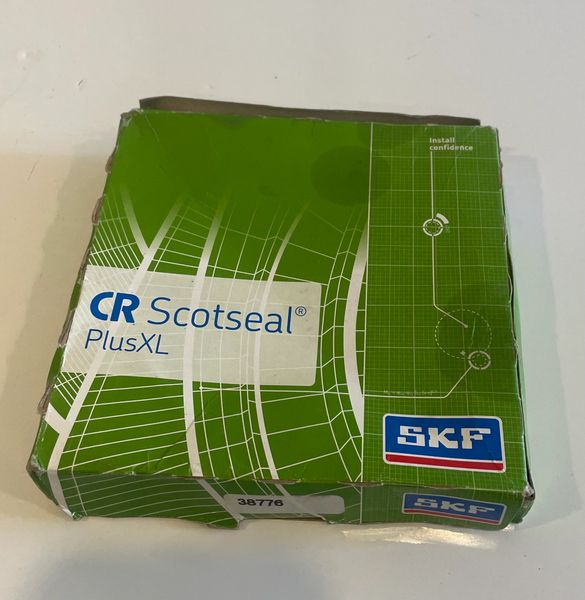 Install
confidence
CR Scotseal®
PlusXL
SKF
38776
SKF